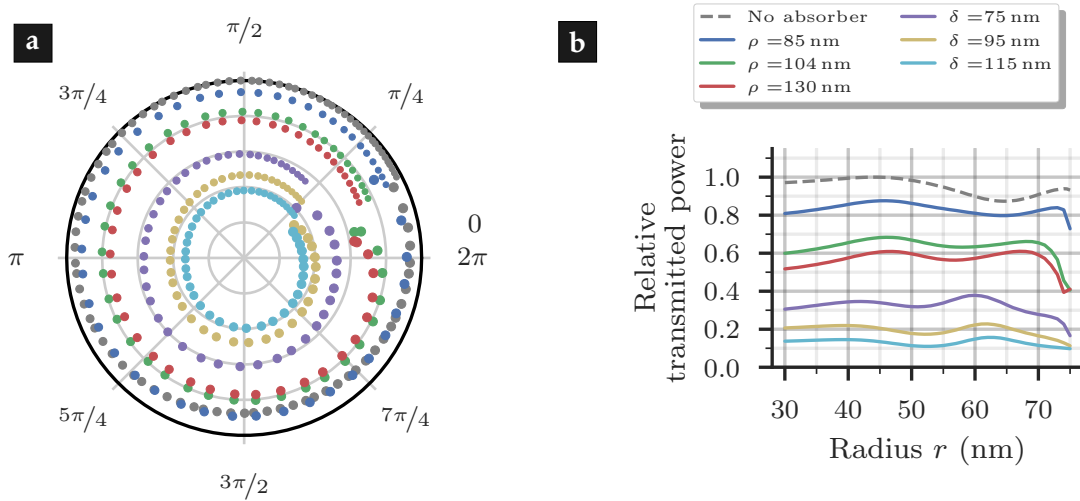 a
π/2
3π/4
π/4
0
π
2π
5π/4
7π/4
3π/2
b
No absorber
ρ =85 nm
ρ =104 nm
ρ =130 nm
δ =75 nm
δ =95 nm
δ =115 nm
Relative
transmitted power
1.0
0.8
0.6
0.4
0.2
0.0
30 40 50 60 70
Radius r (nm)